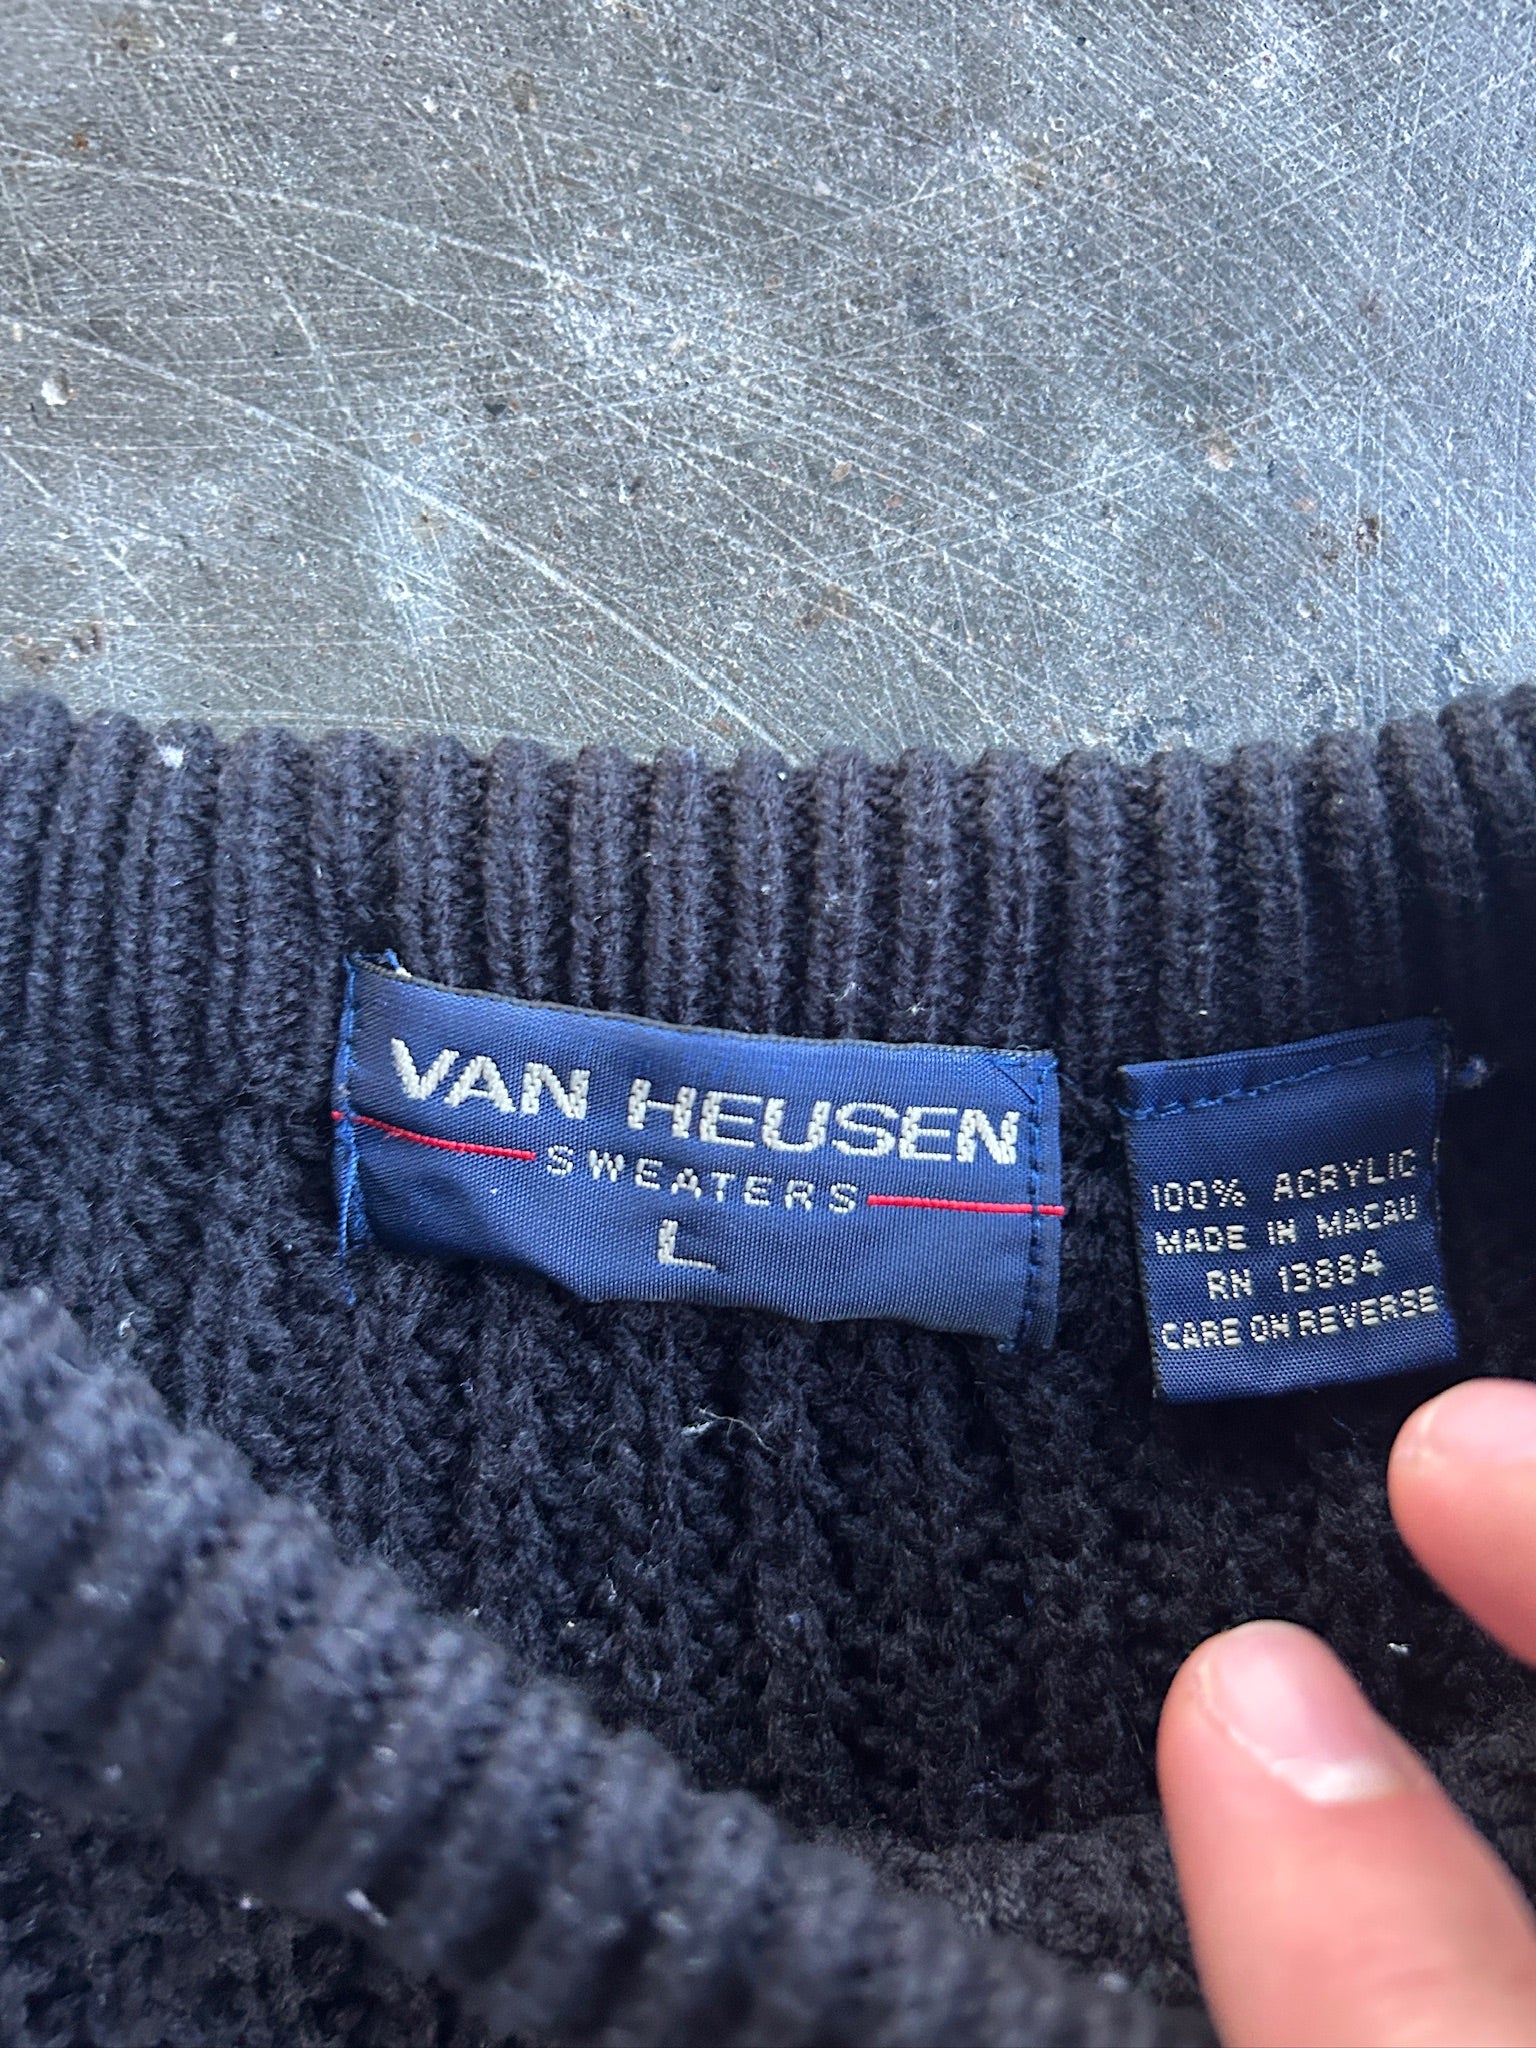 VAN HEUSEN
SWEATERS
L
100% ACRYLIC
MADE IN MACAU
RN 13884
CARE ON REVERSE